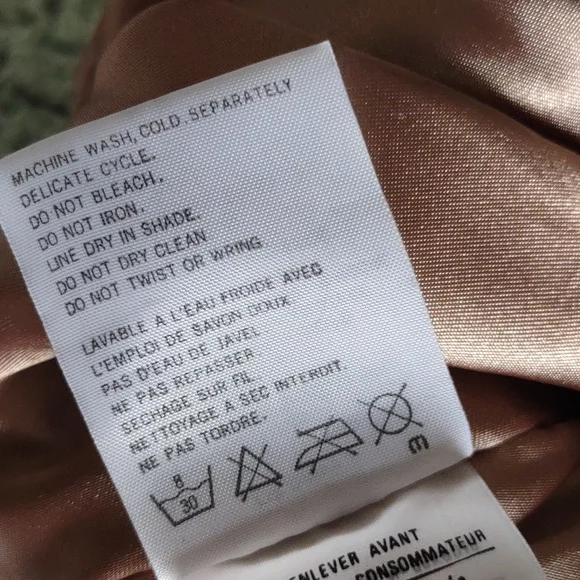 MACHINE WASH, COLD. SEPARATELY
DELICATE CYCLE.
DO NOT BLEACH.
DO NOT IRON.
LINE DRY IN SHADE.
DO NOT DRY CLEAN
DO NOT TWIST OR WRING
LAVABLE A L'EAU FROIDE AVEC
L'EMPLOI DE SAVON DOUX
PAS D'EAU DE JAVEL
NE PAS REPASSER
SECHAGE SUR FIL
NETTOYAGE A SEC INTERDIT.
NE PAS TORDRE.
8
30
ENLEVER AVANT
CONSOMMATEUR